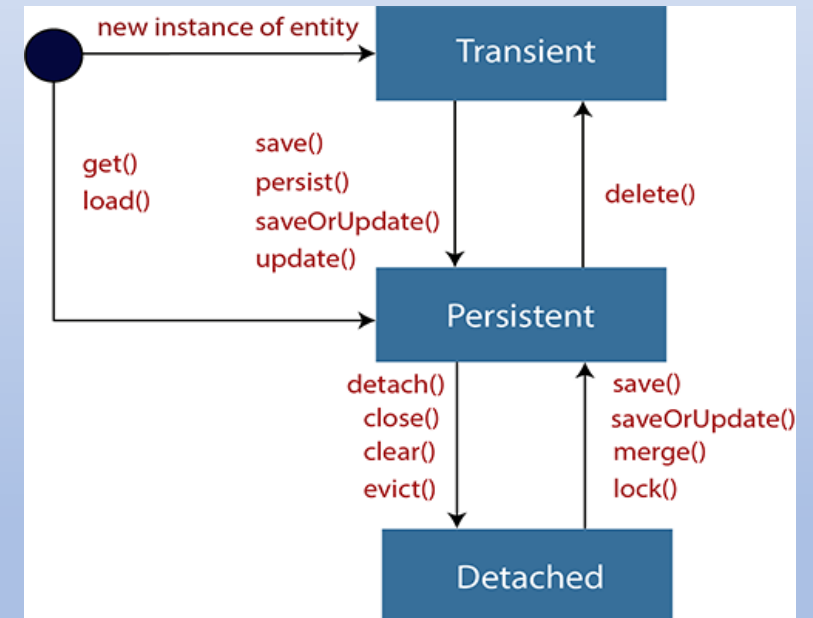 new instance of entity
Transient
get()
load()
save()
persist()
saveOrUpdate()
update()
delete()
Persistent
detach()
close()
clear()
evict()
save()
saveOrUpdate()
merge()
lock()
Detached